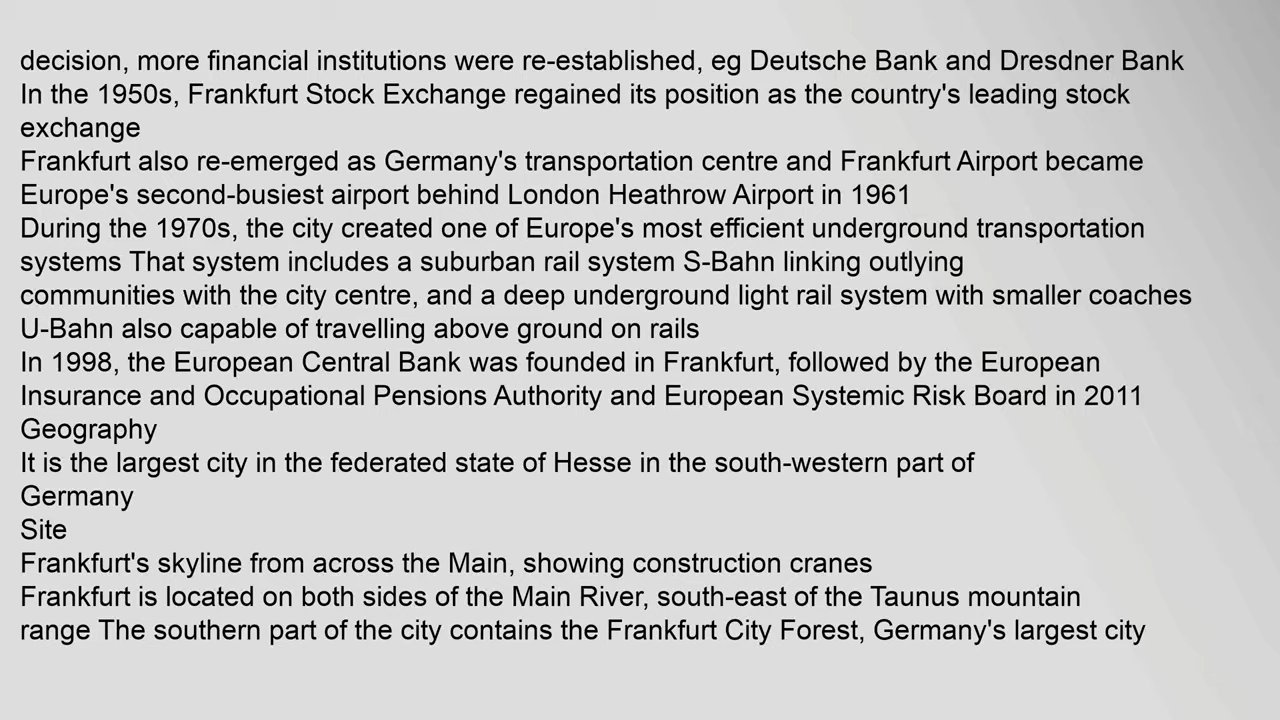 decision, more financial institutions were re-established, eg Deutsche Bank and Dresdner Bank
In the 1950s, Frankfurt Stock Exchange regained its position as the country's leading stock
exchange
Frankfurt also re-emerged as Germany's transportation centre and Frankfurt Airport became
Europe's second-busiest airport behind London Heathrow Airport in 1961
During the 1970s, the city created one of Europe's most efficient underground transportation
systems That system includes a suburban rail system S-Bahn linking outlying
communities with the city centre, and a deep underground light rail system with smaller coaches
U-Bahn also capable of travelling above ground on rails
In 1998, the European Central Bank was founded in Frankfurt, followed by the European
Insurance and Occupational Pensions Authority and European Systemic Risk Board in 2011
Geography
It is the largest city in the federated state of Hesse in the south-western part of
Germany
Site
Frankfurt's skyline from across the Main, showing construction cranes
Frankfurt is located on both sides of the Main River, south-east of the Taunus mountain
range The southern part of the city contains the Frankfurt City Forest, Germany's largest city